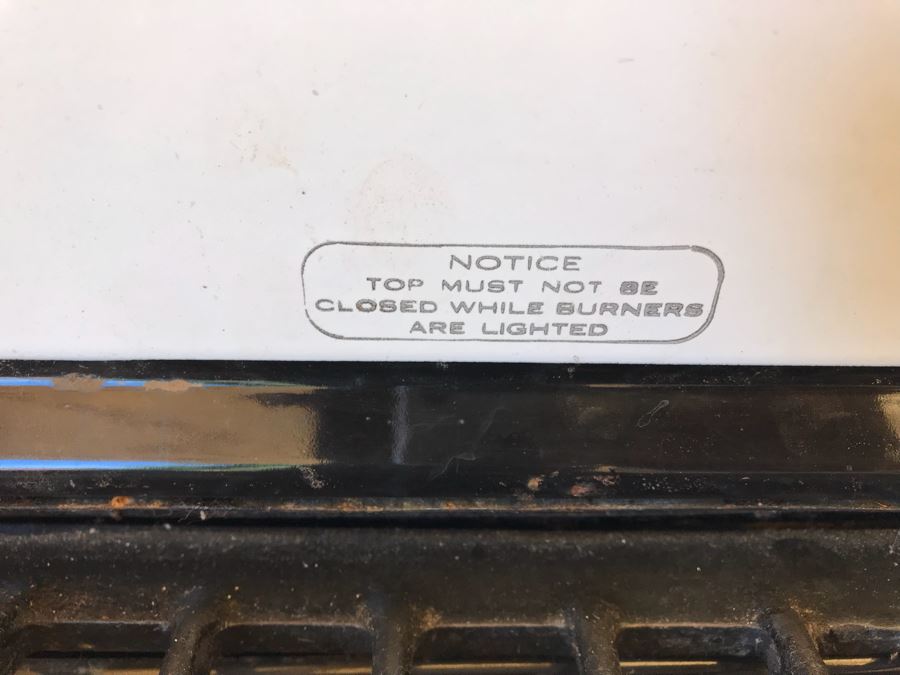 NOTICE
TOP MUST NOT BE
CLOSED WHILE BURNERS
ARE LIGHTED